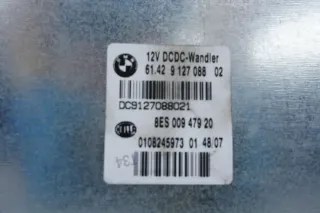 12V DCDC-Wandler
61.42 9 127 088 02
DC9127088021
8ES 009 479 20
0108245973 01 48/07